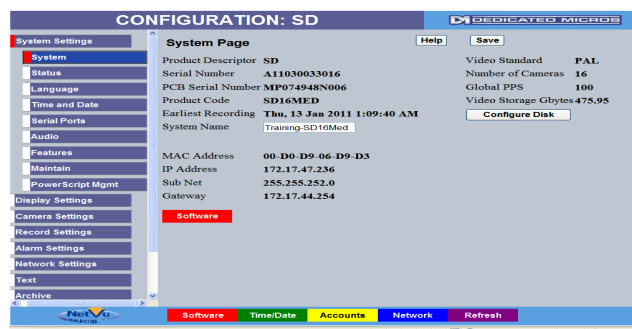 CONFIGURATION: SD
DEDICATED MICROS
System Settings
System
Status
Language
Time and Date
Serial Ports
Audio
Features
Maintain
PowerScript Mgmt
Display Settings
Camera Settings
Record Settings
Alarm Settings
Network Settings
Text
Archive
NetVu
System Page
Help
Save
Product Descriptor SD
Serial Number A11030033016
PCB Serial Number MP074948N006
Product Code SD16MED
Earliest Recording Thu, 13 Jan 2011 1:09:40 AM
System Name Training-SD16Med
MAC Address 00-D0-D9-06-D9-D3
IP Address 172.17.47.236
Sub Net 255.255.252.0
Gateway 172.17.44.254
Software
Video Standard PAL
Number of Cameras 16
Global PPS 100
Video Storage Gbytes 475.95
Configure Disk
Software Time/Date Accounts Network Refresh